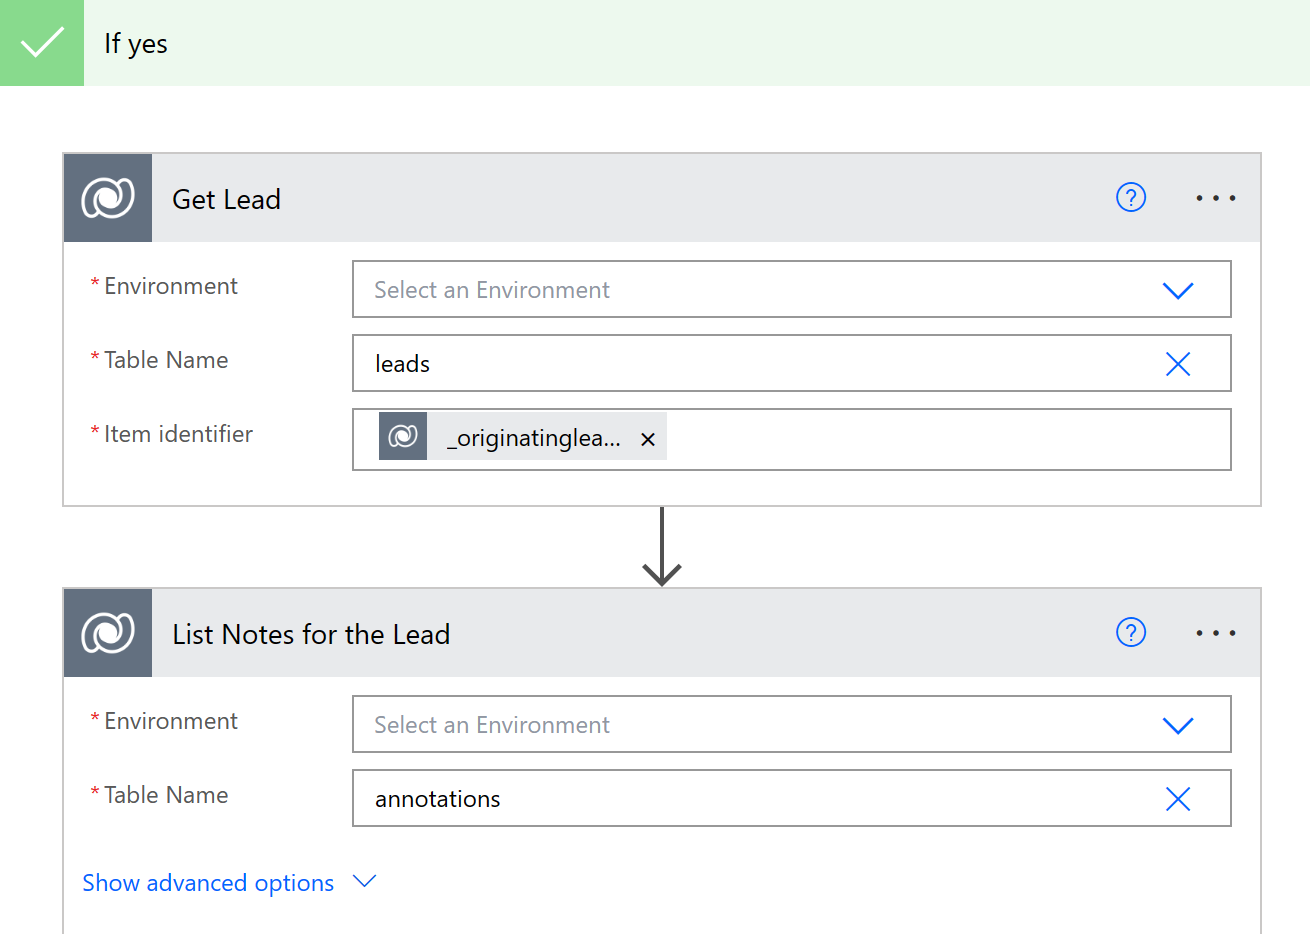 If yes
Get Lead
?
* Environment
Select an Environment
* Table Name
leads
* Item identifier
_originatinglea...
List Notes for the Lead
?
* Environment
Select an Environment
* Table Name
annotations
Show advanced options